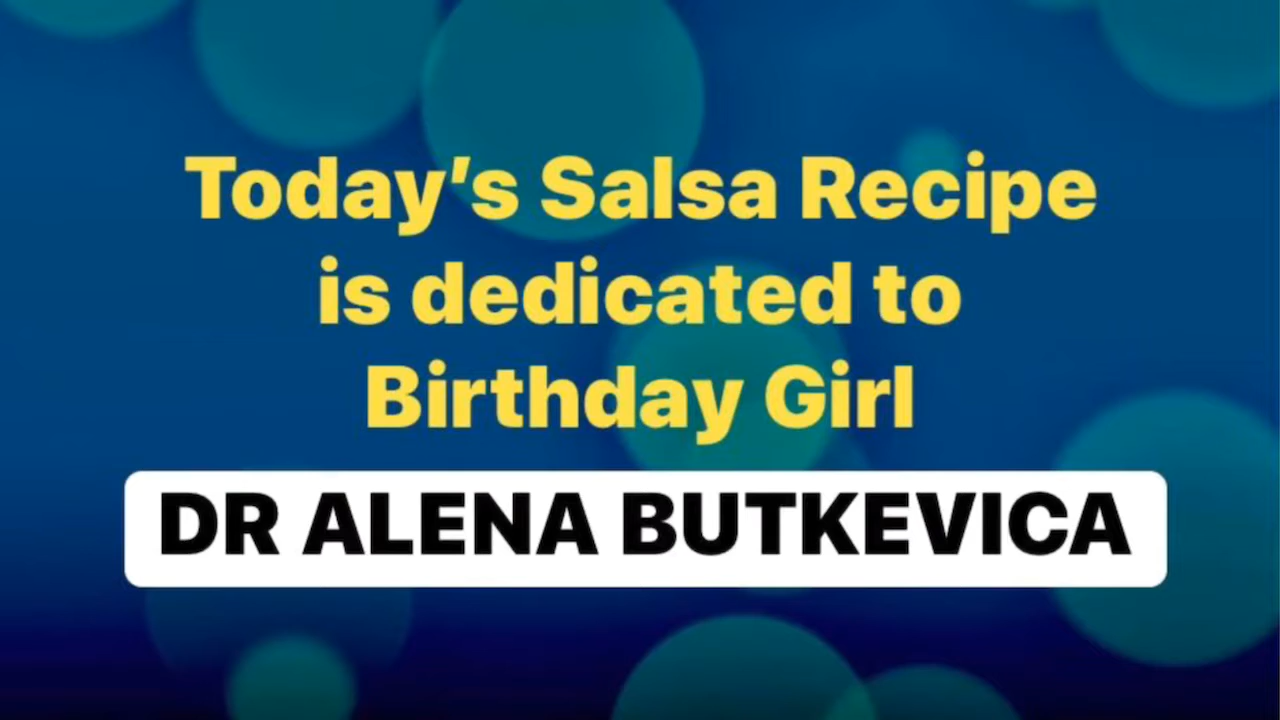 Today’s Salsa Recipe
is dedicated to
Birthday Girl
DR ALENA BUTKEVICA